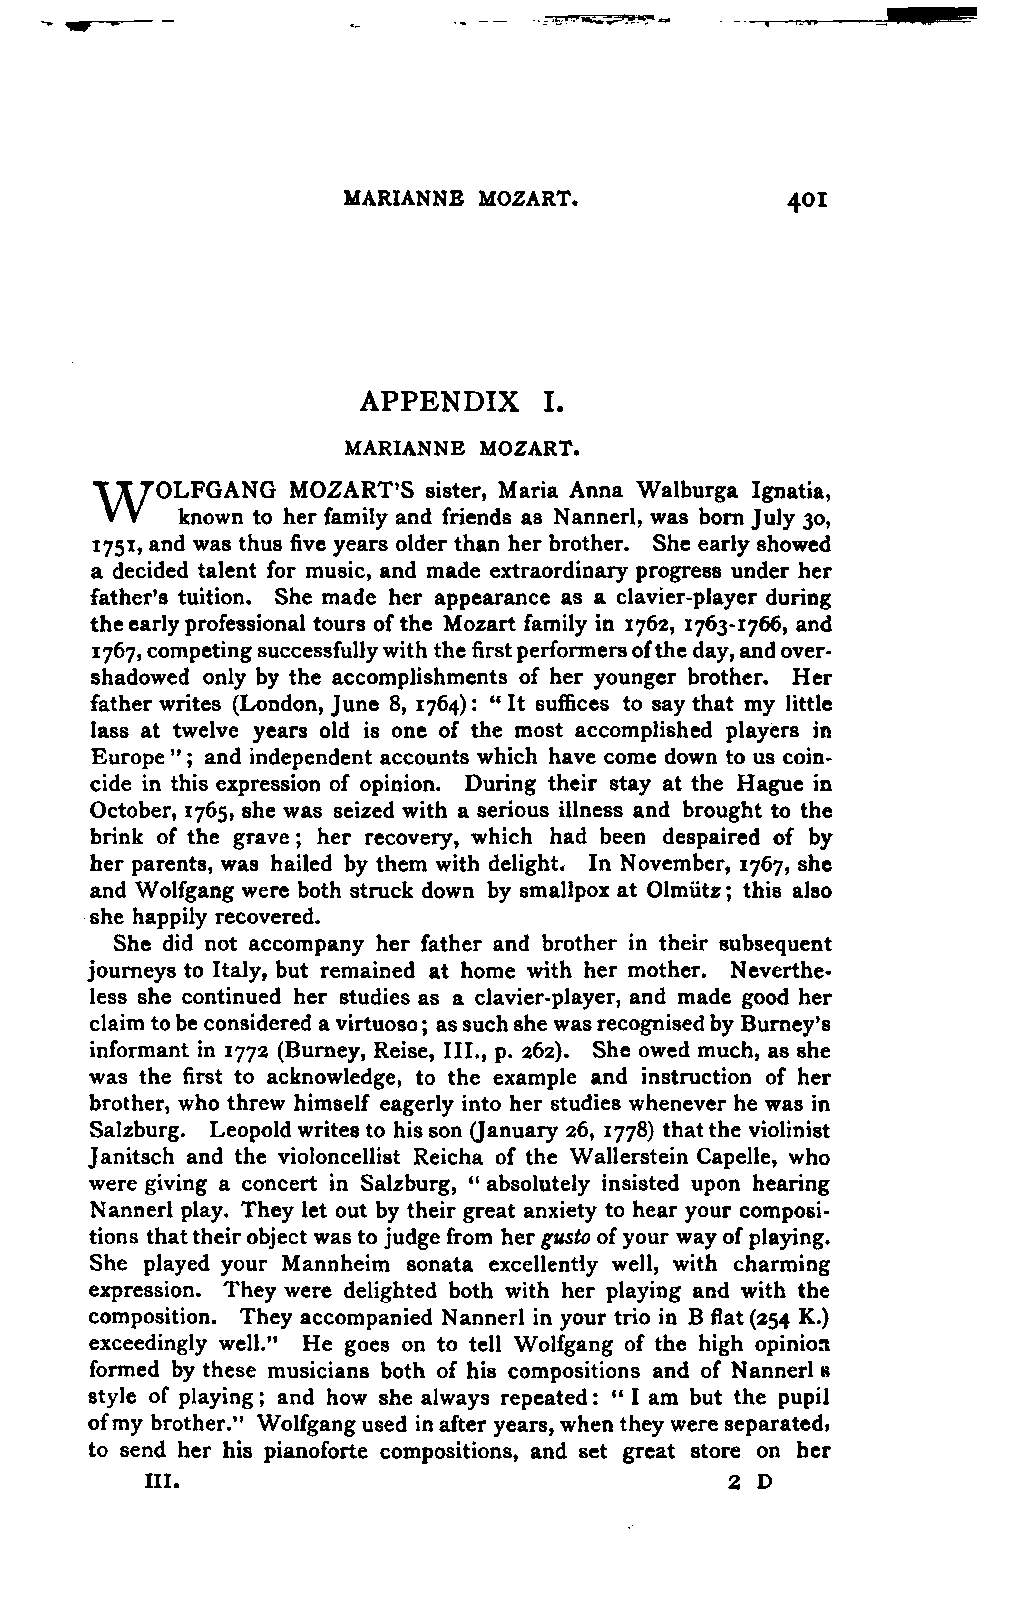 MARIANNE MOZART. 401
APPENDIX I.
MARIANNE MOZART.
WOLFGANG MOZART'S sister, Maria Anna Walburga Ignatia,
known to her family and friends as Nannerl, was born July 30,
1751, and was thus five years older than her brother. She early showed
a decided talent for music, and made extraordinary progress under her
father's tuition. She made her appearance as a clavier-player during
the early professional tours of the Mozart family in 1762, 1763-1766, and
1767, competing successfully with the first performers of the day, and over-
shadowed only by the accomplishments of her younger brother. Her
father writes (London, June 8, 1764): "It suffices to say that my little
lass at twelve years old is one of the most accomplished players in
Europe"; and independent accounts which have come down to us coin-
cide in this expression of opinion. During their stay at the Hague in
October, 1765, she was seized with a serious illness and brought to the
brink of the grave; her recovery, which had been despaired of by
her parents, was hailed by them with delight. In November, 1767, she
and Wolfgang were both struck down by smallpox at Olmütz; this also
she happily recovered.
She did not accompany her father and brother in their subsequent
journeys to Italy, but remained at home with her mother. Neverthe-
less she continued her studies as a clavier-player, and made good her
claim to be considered a virtuoso; as such she was recognised by Burney's
informant in 1772 (Burney, Reise, III., p. 262). She owed much, as she
was the first to acknowledge, to the example and instruction of her
brother, who threw himself eagerly into her studies whenever he was in
Salzburg. Leopold writes to his son (January 26, 1778) that the violinist
Janitsch and the violoncellist Reicha of the Wallerstein Capelle, who
were giving a concert in Salzburg, "absolutely insisted upon hearing
Nannerl play. They let out by their great anxiety to hear your composi-
tions that their object was to judge from her gusto of your way of playing.
She played your Mannheim sonata excellently well, with charming
expression. They were delighted both with her playing and with the
composition. They accompanied Nannerl in your trio in B flat (254 K.)
exceedingly well." He goes on to tell Wolfgang of the high opinion
formed by these musicians both of his compositions and of Nannerl s
style of playing; and how she always repeated: "I am but the pupil
of my brother." Wolfgang used in after years, when they were separated,
to send her his pianoforte compositions, and set great store on her
III. 2 D